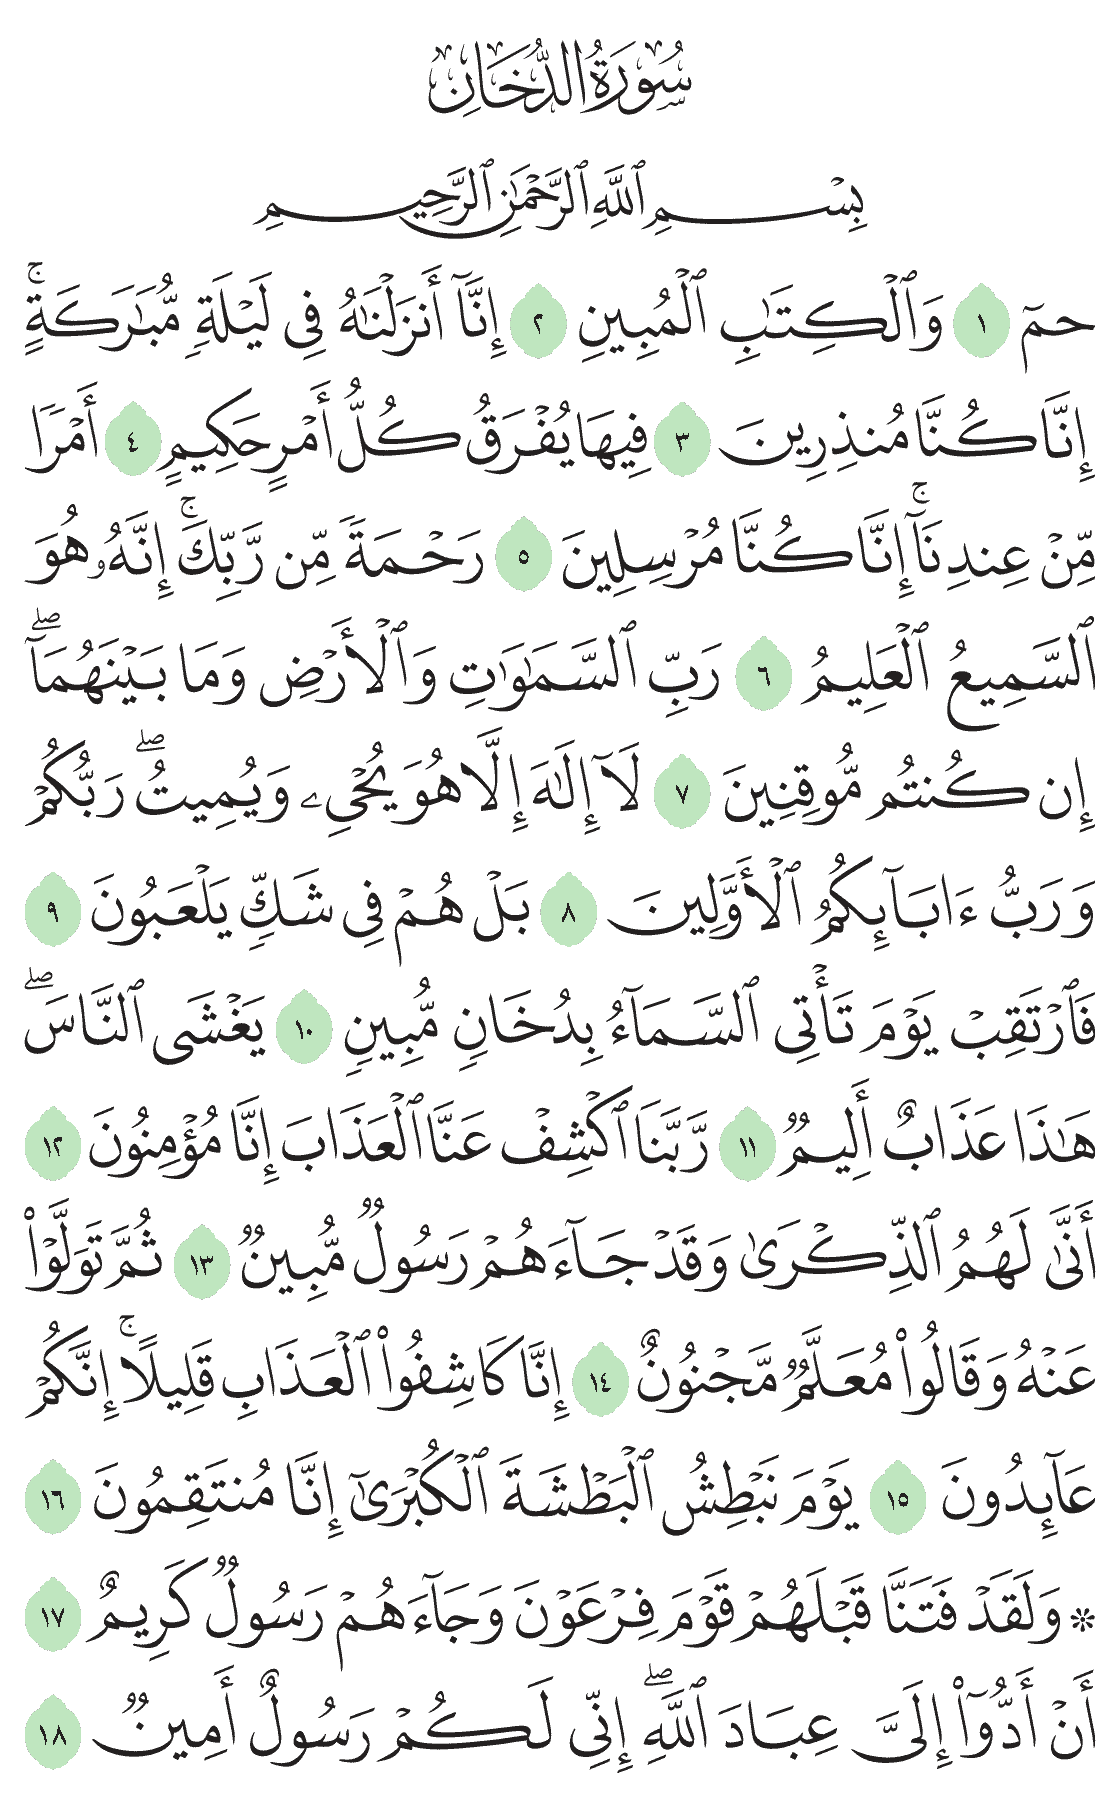 سُورَةُ الدُّخَانِ
بِسْمِ ٱللَّهِ ٱلرَّحْمَٰنِ ٱلرَّحِيمِ
حمٓ ١ وَٱلْكِتَٰبِ ٱلْمُبِينِ ٢ إِنَّآ أَنزَلْنَٰهُ فِى لَيْلَةٍ مُّبَٰرَكَةٍ ۚ
إِنَّا كُنَّا مُنذِرِينَ ٣ فِيهَا يُفْرَقُ كُلُّ أَمْرٍ حَكِيمٍ ٤ أَمْرًا
مِّنْ عِندِنَآ ۚ إِنَّا كُنَّا مُرْسِلِينَ ٥ رَحْمَةً مِّن رَّبِّكَ ۚ إِنَّهُۥ هُوَ
ٱلسَّمِيعُ ٱلْعَلِيمُ ٦ رَبِّ ٱلسَّمَٰوَٰتِ وَٱلْأَرْضِ وَمَا بَيْنَهُمَآ ۖ
إِن كُنتُم مُّوقِنِينَ ٧ لَآ إِلَٰهَ إِلَّا هُوَ يُحْىِۦ وَيُمِيتُ ۖ رَبُّكُمْ
وَرَبُّ ءَابَآئِكُمُ ٱلْأَوَّلِينَ ٨ بَلْ هُمْ فِى شَكٍّ يَلْعَبُونَ ٩
فَٱرْتَقِبْ يَوْمَ تَأْتِى ٱلسَّمَآءُ بِدُخَانٍ مُّبِينٍ ١٠ يَغْشَى ٱلنَّاسَ ۖ
هَٰذَا عَذَابٌ أَلِيمٌ ١١ رَّبَّنَا ٱكْشِفْ عَنَّا ٱلْعَذَابَ إِنَّا مُؤْمِنُونَ ١٢
أَنَّىٰ لَهُمُ ٱلذِّكْرَىٰ وَقَدْ جَآءَهُمْ رَسُولٌ مُّبِينٌ ١٣ ثُمَّ تَوَلَّوْا۟
عَنْهُ وَقَالُوا۟ مُعَلَّمٌ مَّجْنُونٌ ١٤ إِنَّا كَاشِفُوا۟ ٱلْعَذَابِ قَلِيلًا ۚ إِنَّكُمْ
عَآئِدُونَ ١٥ يَوْمَ نَبْطِشُ ٱلْبَطْشَةَ ٱلْكُبْرَىٰٓ إِنَّا مُنتَقِمُونَ ١٦
* وَلَقَدْ فَتَنَّا قَبْلَهُمْ قَوْمَ فِرْعَوْنَ وَجَآءَهُمْ رَسُولٌ كَرِيمٌ ١٧
أَنْ أَدُّوٓا۟ إِلَىَّ عِبَادَ ٱللَّهِ ۖ إِنِّى لَكُمْ رَسُولٌ أَمِينٌ ١٨